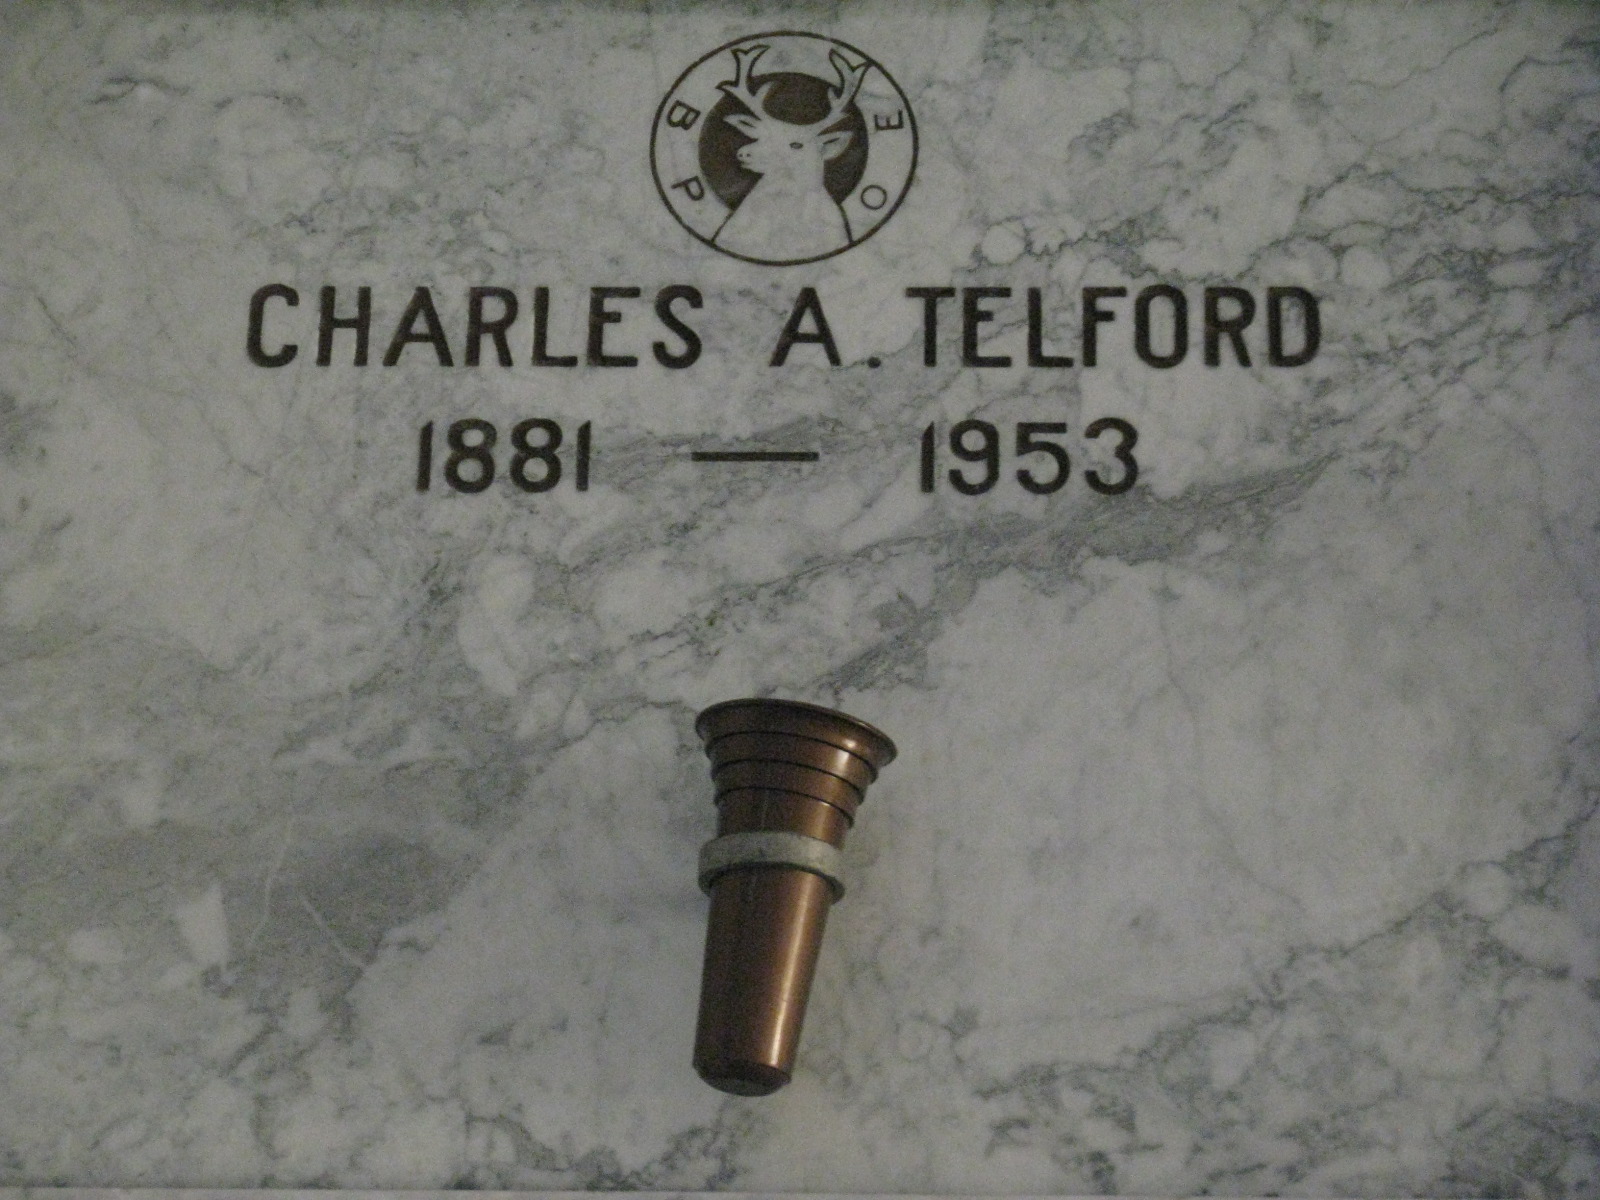 B P O E
CHARLES A. TELFORD
1881 — 1953